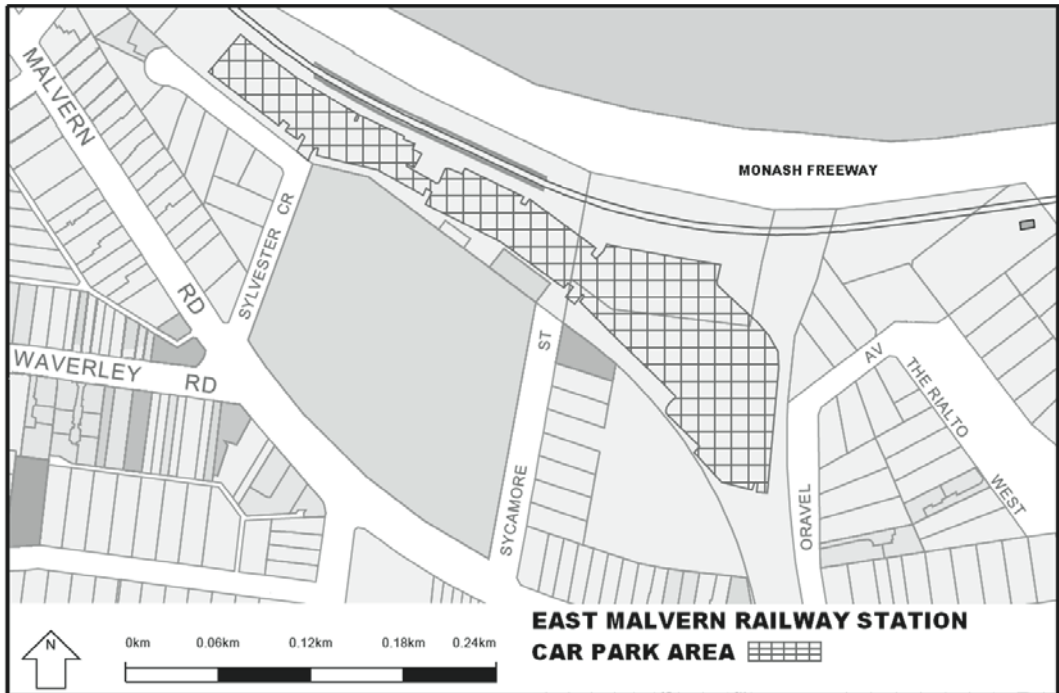 MALVERN RD
MONASH FREEWAY
SYLVESTER CR
WAVERLEY RD
SYCAMORE ST
ORAVEL AV
THE RIALTO WEST
N
0km 0.06km 0.12km 0.18km 0.24km
EAST MALVERN RAILWAY STATION
CAR PARK AREA